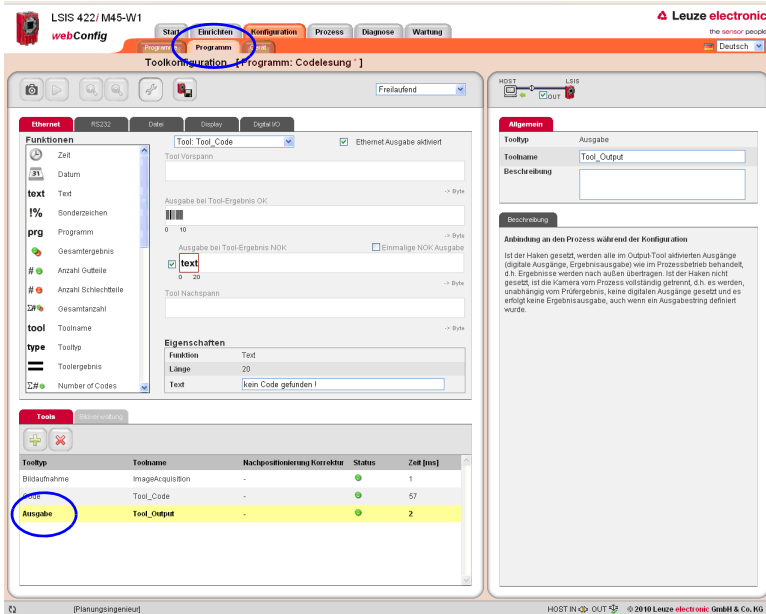 LSIS 422/ M45-W1
webConfig
Leuze electronic
the sensor people
Start Einrichten Konfiguration Prozess Diagnose Wartung
Programm Gerät
Deutsch
Toolkonfiguration [Programm: Codelesung*]
Freilaufend
HOST LSIS
OUT
Ethernet RS232 Datei Display Digital I/O
Funktionen
Zeit
31 Datum
text Text
!% Sonderzeichen
prg Programm
Gesamtergebnis
# Anzahl Gutteile
# Anzahl Schlechtteile
Σ# Gesamtanzahl
tool Toolname
type Tooltyp
Toolergebnis
Σ# Number of Codes
Tool: Tool_Code
Ethernet Ausgabe aktiviert
Tool Vorspann
-> Byte
Ausgabe bei Tool-Ergebnis OK
0 10
-> Byte
Ausgabe bei Tool-Ergebnis NOK Einmalige NOK Ausgabe
text
0 20
-> Byte
Tool Nachspann
-> Byte
Eigenschaften
Funktion Text
Länge 20
Text kein Code gefunden !
Allgemein
Tooltyp Ausgabe
Toolname Tool_Output
Beschreibung
Beschreibung
Anbindung an den Prozess während der Konfiguration
Ist der Haken gesetzt, werden alle im Output-Tool aktivierten Ausgänge
(digitale Ausgänge, Ergebnisausgabe) wie im Prozessbetrieb behandelt,
d.h. Ergebnisse werden nach außen übertragen. Ist der Haken nicht
gesetzt, ist die Kamera vom Prozess vollständig getrennt, d.h. es werden,
unabhängig vom Prüfergebnis, keine digitalen Ausgänge gesetzt und es
erfolgt keine Ergebnisausgabe, auch wenn ein Ausgabestring definiert
wurde.
Tools Bildverwaltung
Tooltyp Toolname Nachpositionierung Korrektur Status Zeit [ms]
Bildaufnahme ImageAcquisition - 1
Code Tool_Code - 57
Ausgabe Tool_Output - 2
[Planungsingenieur]
HOST IN OUT © 2010 Leuze electronic GmbH & Co. KG